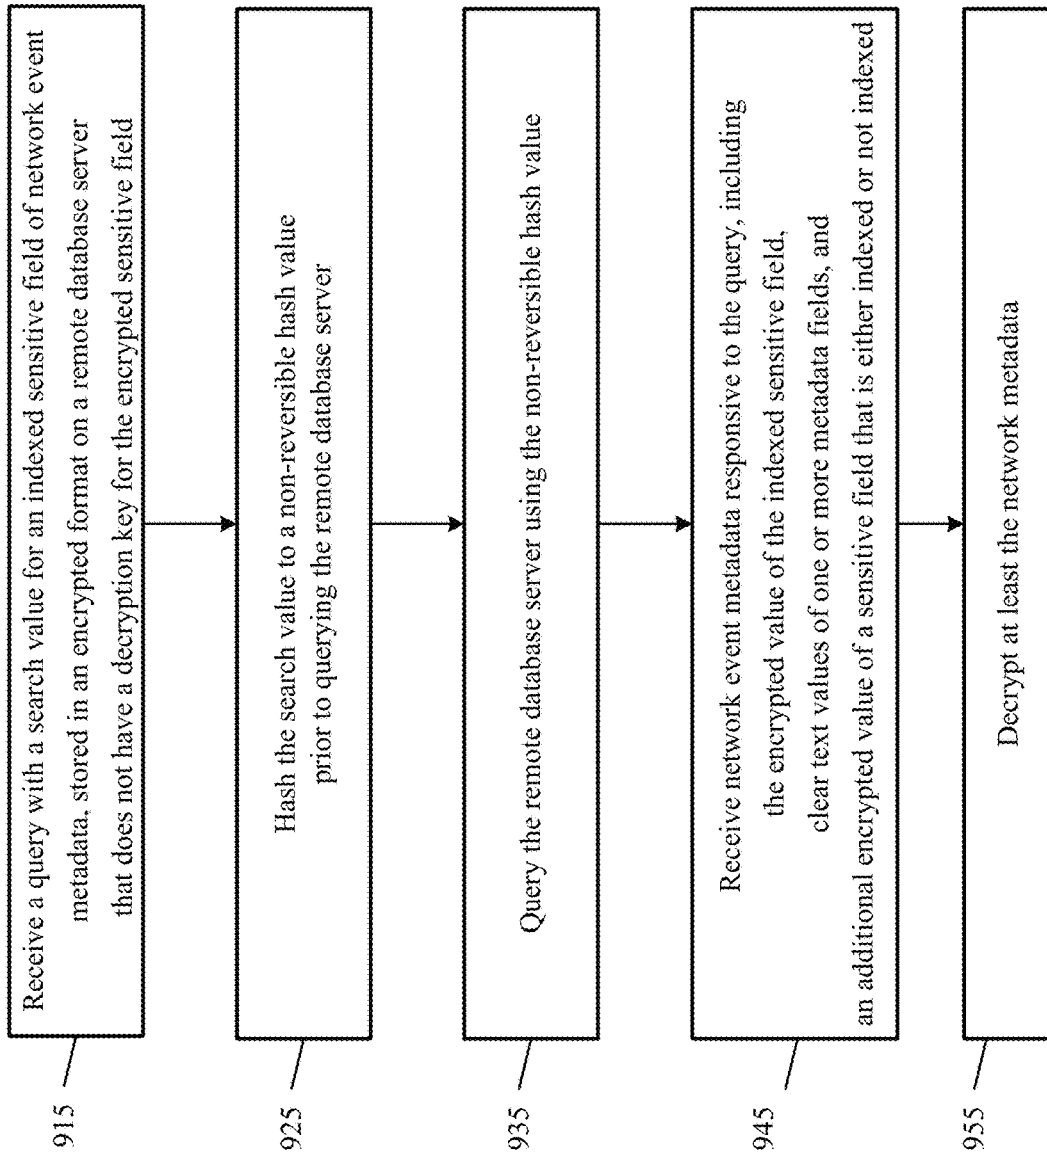 Receive a query with a search value for an indexed sensitive field of network event
metadata, stored in an encrypted format on a remote database server
that does not have a decryption key for the encrypted sensitive field
915
Hash the search value to a non-reversible hash value
prior to querying the remote database server
925
Query the remote database server using the non-reversible hash value
935
Receive network event metadata responsive to the query, including
the encrypted value of the indexed sensitive field,
clear text values of one or more metadata fields, and
an additional encrypted value of a sensitive field that is either indexed or not indexed
945
Decrypt at least the network metadata
955